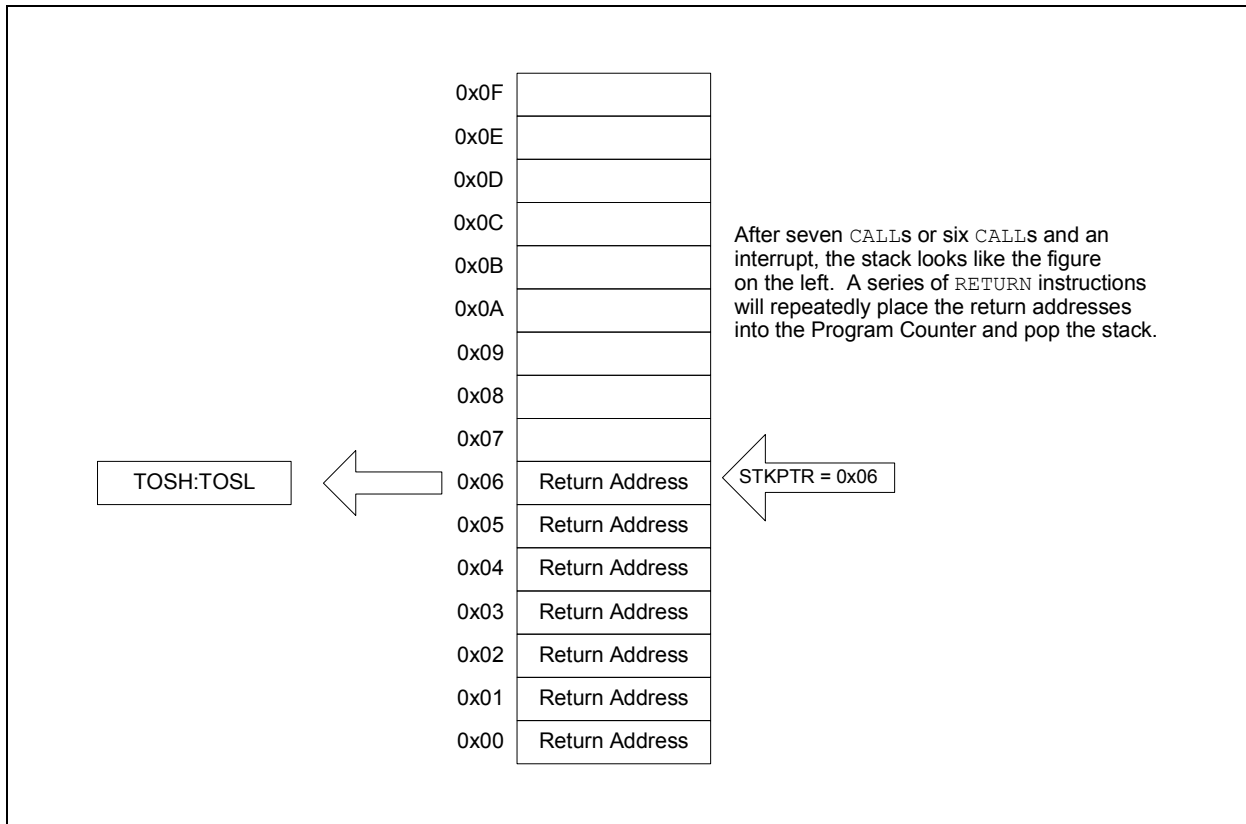 0x0F
0x0E
0x0D
0x0C
0x0B
0x0A
0x09
0x08
0x07
TOSH:TOSL
0x06 Return Address
STKPTR = 0x06
0x05 Return Address
0x04 Return Address
0x03 Return Address
0x02 Return Address
0x01 Return Address
0x00 Return Address
After seven CALLs or six CALLs and an
interrupt, the stack looks like the figure
on the left. A series of RETURN instructions
will repeatedly place the return addresses
into the Program Counter and pop the stack.